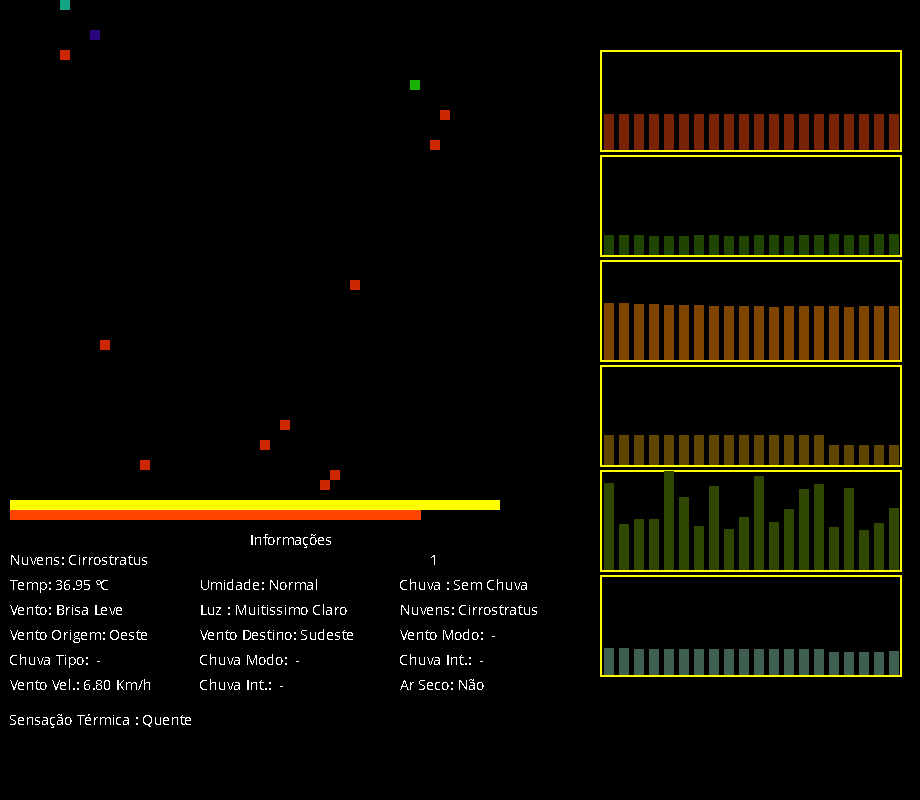 Informações
Nuvens: Cirrostratus 1
Temp: 36.95 ºC Umidade: Normal Chuva : Sem Chuva
Vento: Brisa Leve Luz : Muitissimo Claro Nuvens: Cirrostratus
Vento Origem: Oeste Vento Destino: Sudeste Vento Modo: -
Chuva Tipo: - Chuva Modo: - Chuva Int.: -
Vento Vel.: 6.80 Km/h Chuva Int.: - Ar Seco: Não
Sensação Térmica : Quente